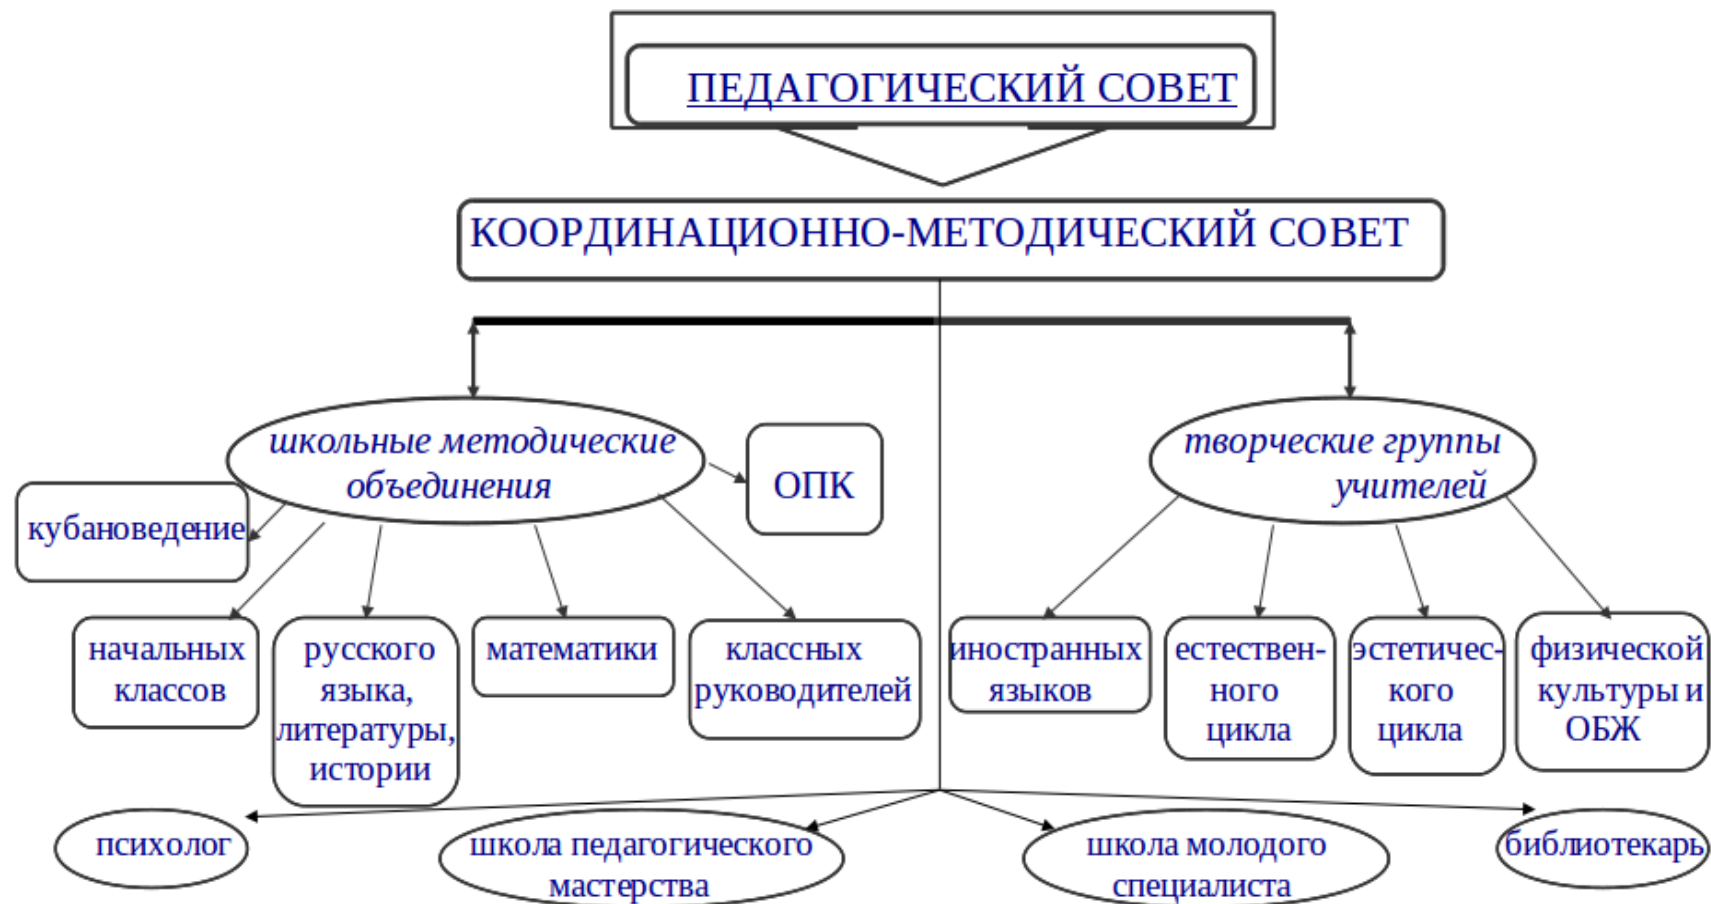 ПЕДАГОГИЧЕСКИЙ СОВЕТ
КООРДИНАЦИОННО-МЕТОДИЧЕСКИЙ СОВЕТ
школьные методические
объединения
творческие группы
учителей
ОПК
кубановедение
начальных
классов
русского
языка,
литературы,
истории
математики
классных
руководителей
иностранных
языков
естествен-
ного
цикла
эстетичес-
кого
цикла
физической
культуры и
ОБЖ
психолог
школа педагогического
мастерства
школа молодого
специалиста
библиотекарь